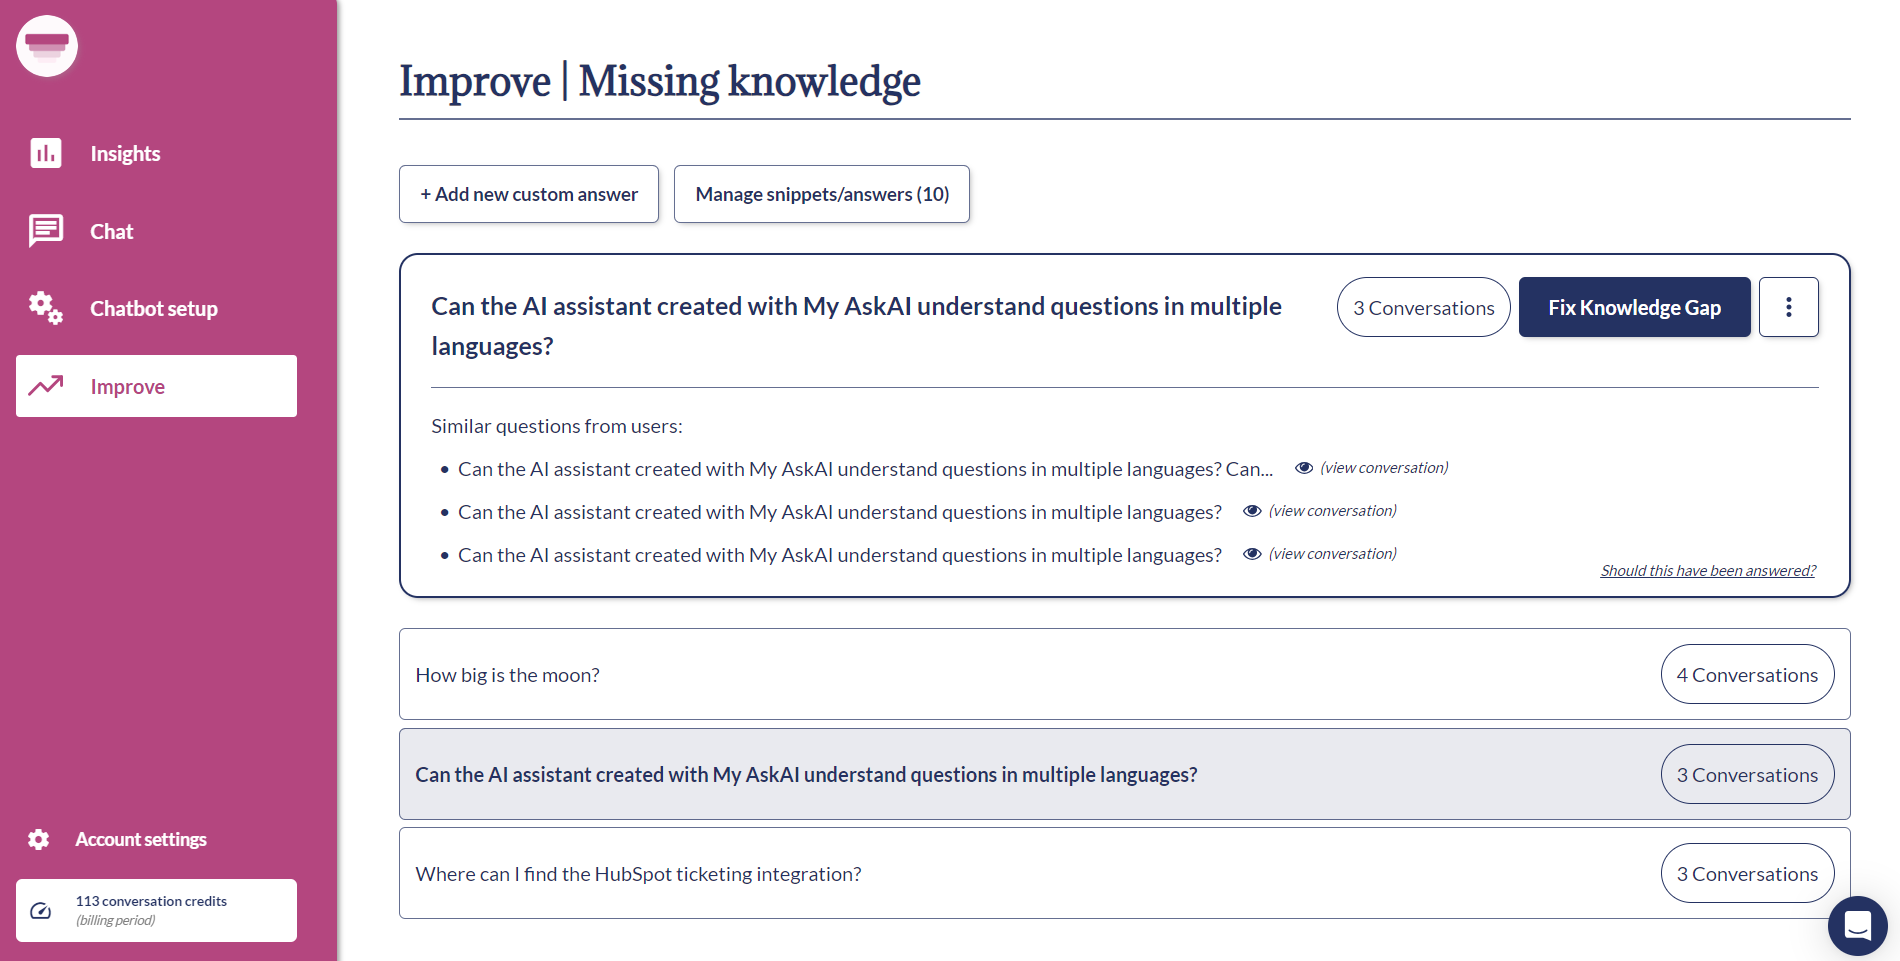 Insights
Chat
Chatbot setup
Improve
Account settings
113 conversation credits
(billing period)
Improve | Missing knowledge
+ Add new custom answer
Manage snippets/answers (10)
Can the AI assistant created with My AskAI understand questions in multiple
languages?
3 Conversations
Fix Knowledge Gap
Similar questions from users:
• Can the AI assistant created with My AskAI understand questions in multiple languages? Can... (view conversation)
• Can the AI assistant created with My AskAI understand questions in multiple languages? (view conversation)
• Can the AI assistant created with My AskAI understand questions in multiple languages? (view conversation)
Should this have been answered?
How big is the moon? 4 Conversations
Can the AI assistant created with My AskAI understand questions in multiple languages? 3 Conversations
Where can I find the HubSpot ticketing integration? 3 Conversations